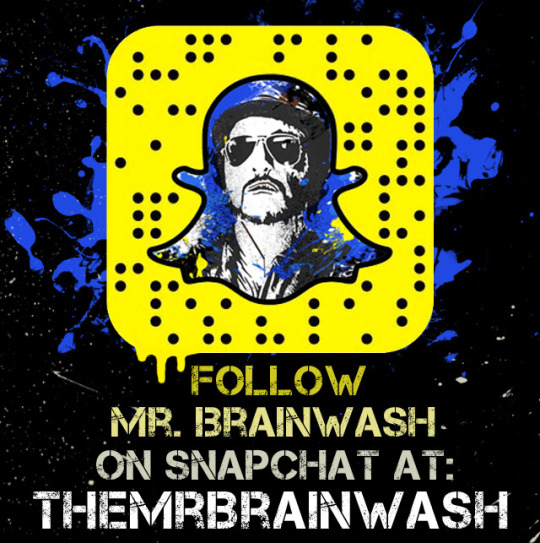 FOLLOW
MR. BRAINWASH
ON SNAPCHAT AT:
THEMRBRAINWASH